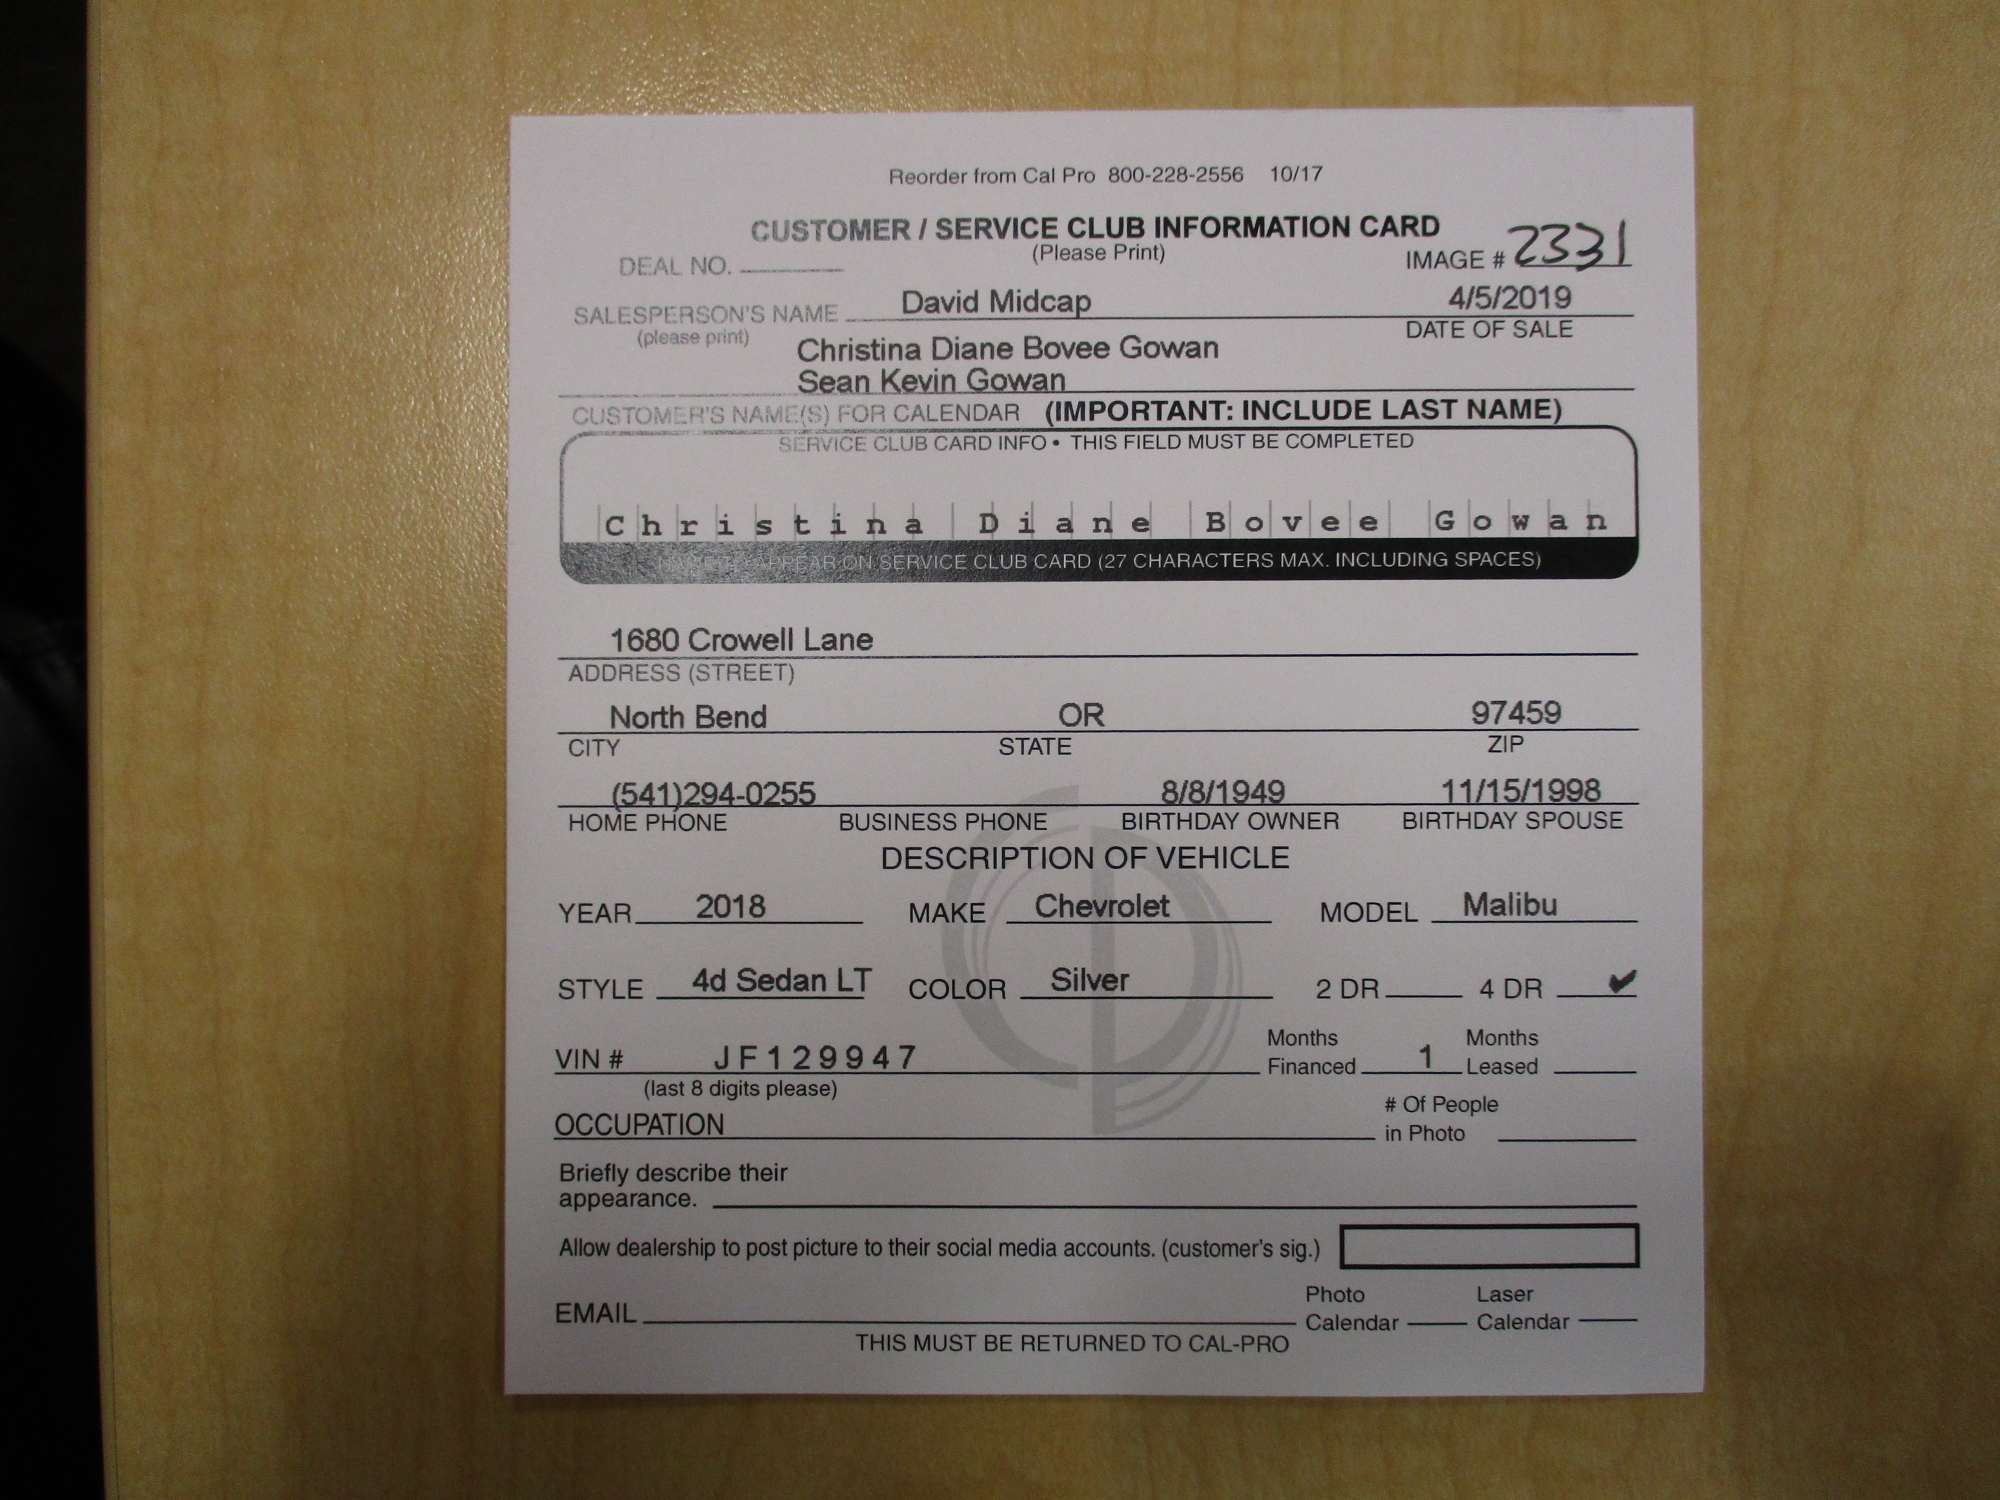 Reorder from Cal Pro 800-228-2556 10/17
CUSTOMER / SERVICE CLUB INFORMATION CARD
(Please Print)
DEAL NO. IMAGE # 2331
SALESPERSON'S NAME David Midcap 4/5/2019
(please print) DATE OF SALE
Christina Diane Bovee Gowan
Sean Kevin Gowan
CUSTOMER'S NAME(S) FOR CALENDAR (IMPORTANT: INCLUDE LAST NAME)
SERVICE CLUB CARD INFO • THIS FIELD MUST BE COMPLETED
Christina Diane Bovee Gowan
NAME TO APPEAR ON SERVICE CLUB CARD (27 CHARACTERS MAX. INCLUDING SPACES)
1680 Crowell Lane
ADDRESS (STREET)
North Bend OR 97459
CITY STATE ZIP
(541)294-0255 8/8/1949 11/15/1998
HOME PHONE BUSINESS PHONE BIRTHDAY OWNER BIRTHDAY SPOUSE
DESCRIPTION OF VEHICLE
YEAR 2018 MAKE Chevrolet MODEL Malibu
STYLE 4d Sedan LT COLOR Silver 2 DR 4 DR ✔
VIN # JF129947 Months Financed 1 Months Leased
(last 8 digits please)
OCCUPATION # Of People in Photo
Briefly describe their
appearance.
Allow dealership to post picture to their social media accounts. (customer's sig.)
EMAIL Photo Calendar Laser Calendar
THIS MUST BE RETURNED TO CAL-PRO